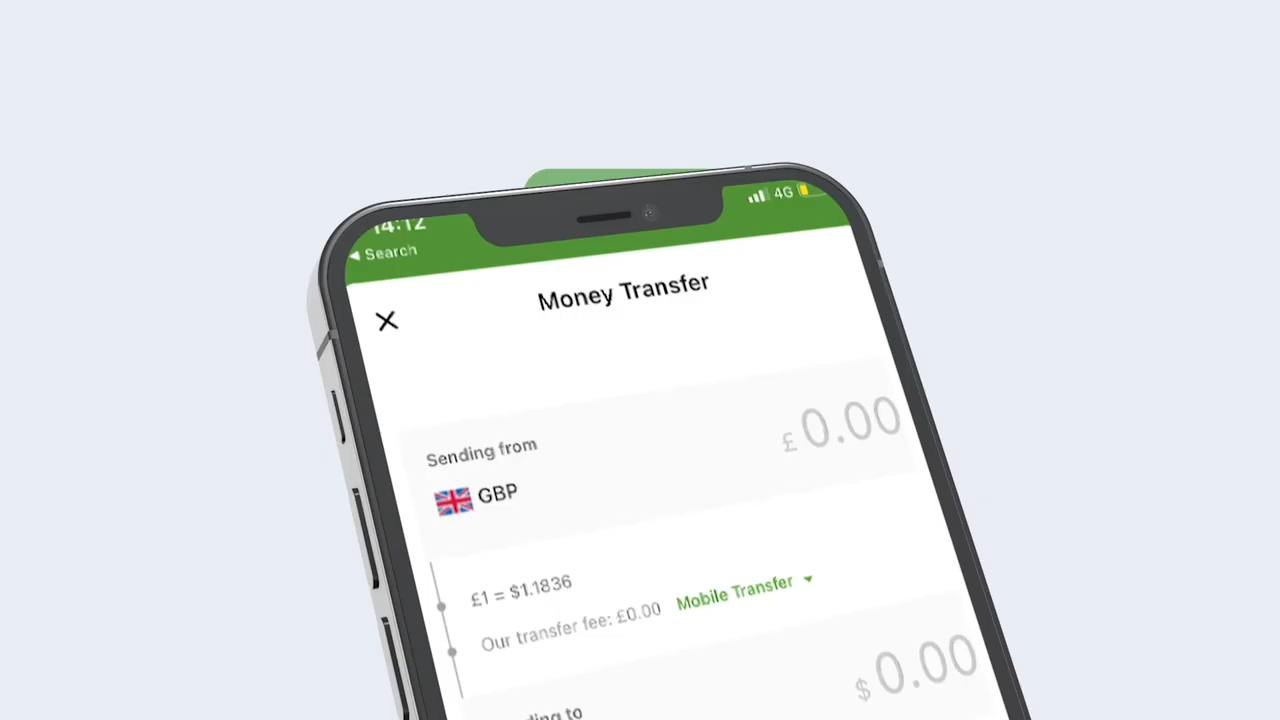 14:12
4G
◀ Search
Money Transfer
Sending from
£ 0.00
GBP
£1 = $1.1836
Our transfer fee: £0.00 Mobile Transfer
$ 0.00
to